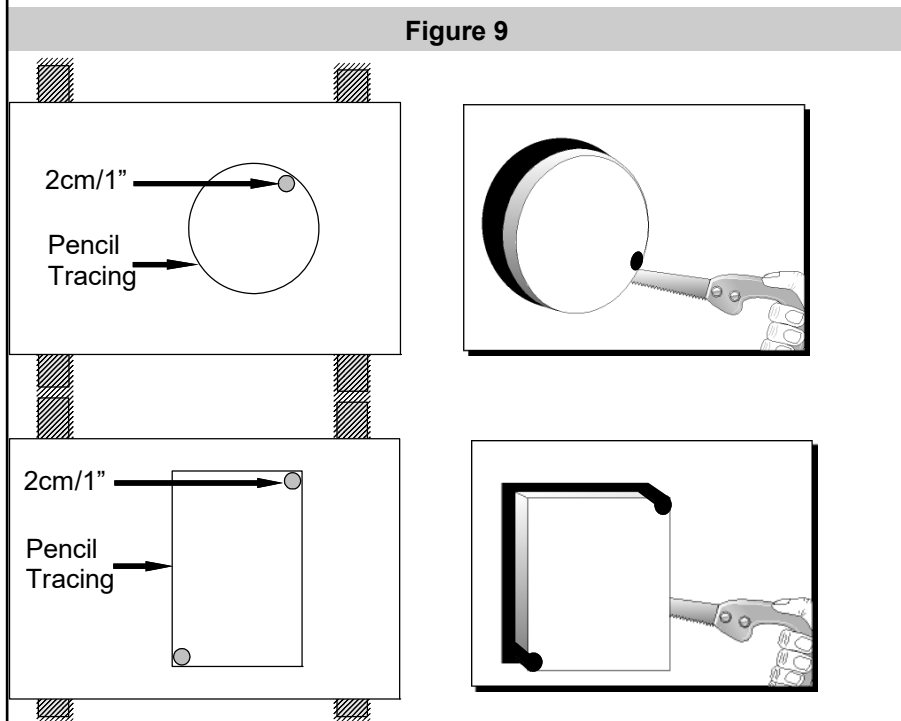 Figure 9
2cm/1”
Pencil
Tracing
2cm/1”
Pencil
Tracing